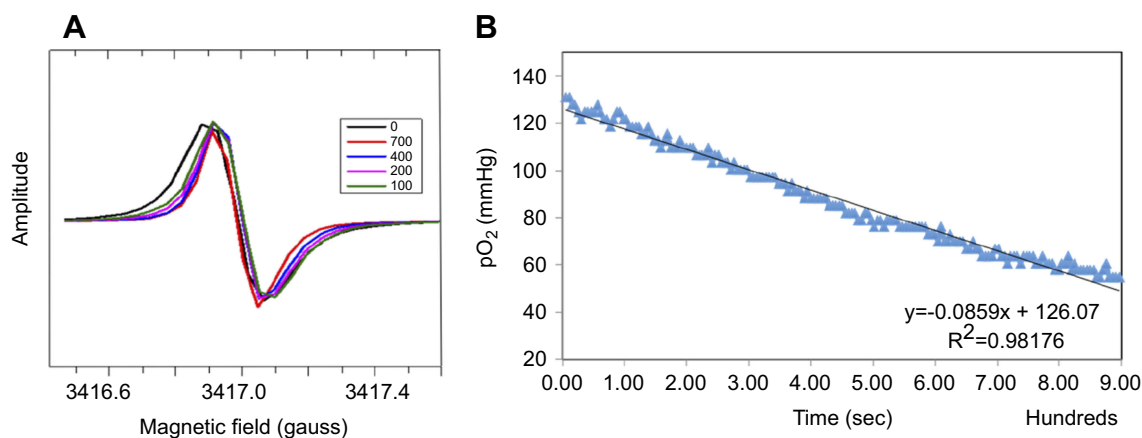 A
Amplitude
0
700
400
200
100
3416.6 3417.0 3417.4
Magnetic field (gauss)
B
pO2 (mmHg)
140
120
100
80
60
40
20
y=-0.0859x + 126.07
R2=0.98176
0.00 1.00 2.00 3.00 4.00 5.00 6.00 7.00 8.00 9.00
Time (sec) Hundreds